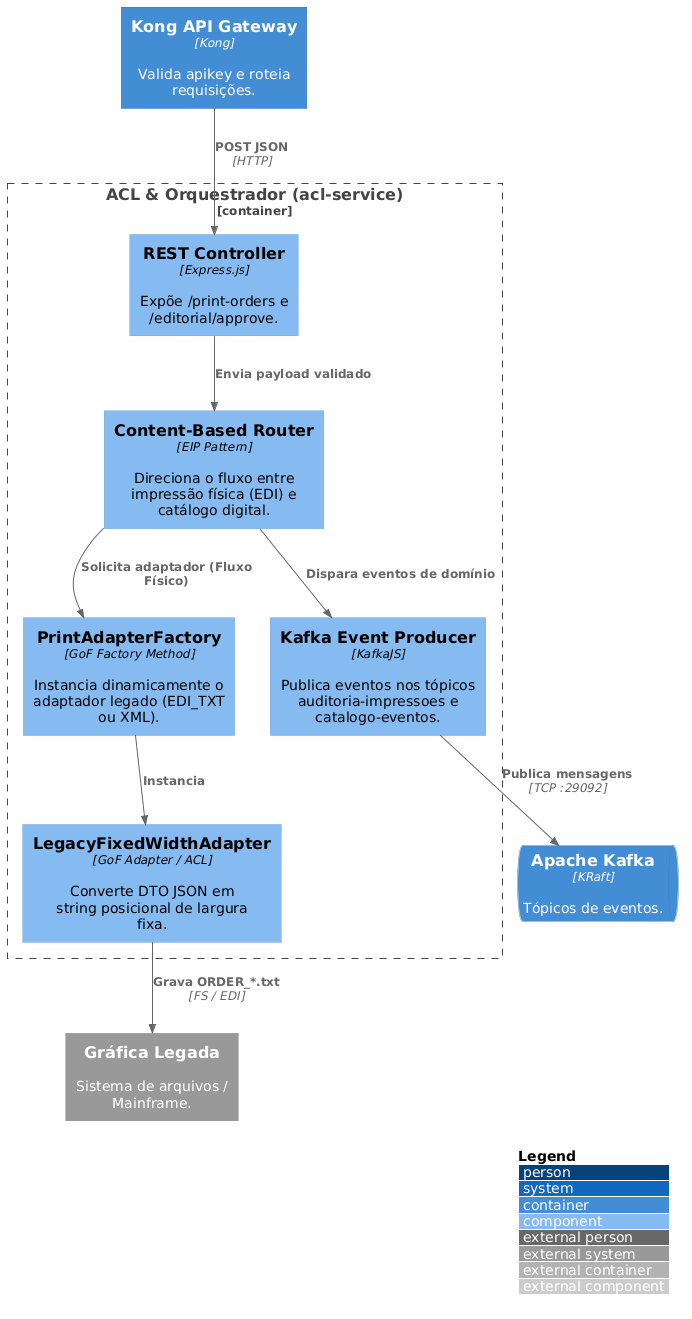 Kong API Gateway
[Kong]
Valida apikey e roteia
requisições.
POST JSON
[HTTP]
ACL & Orquestrador (acl-service)
[container]
REST Controller
[Express.js]
Expõe /print-orders e
/editorial/approve.
Envia payload validado
Content-Based Router
[EIP Pattern]
Direciona o fluxo entre
impressão física (EDI) e
catálogo digital.
Solicita adaptador (Fluxo
Físico)
Dispara eventos de domínio
PrintAdapterFactory
[GoF Factory Method]
Instancia dinamicamente o
adaptador legado (EDI_TXT
ou XML).
Kafka Event Producer
[KafkaJS]
Publica eventos nos tópicos
auditoria-impressoes e
catalogo-eventos.
Instancia
Publica mensagens
[TCP :29092]
LegacyFixedWidthAdapter
[GoF Adapter / ACL]
Converte DTO JSON em
string posicional de largura
fixa.
Apache Kafka
[KRaft]
Tópicos de eventos.
Grava ORDER_*.txt
[FS / EDI]
Gráfica Legada
Sistema de arquivos /
Mainframe.
Legend
person
system
container
component
external person
external system
external container
external component